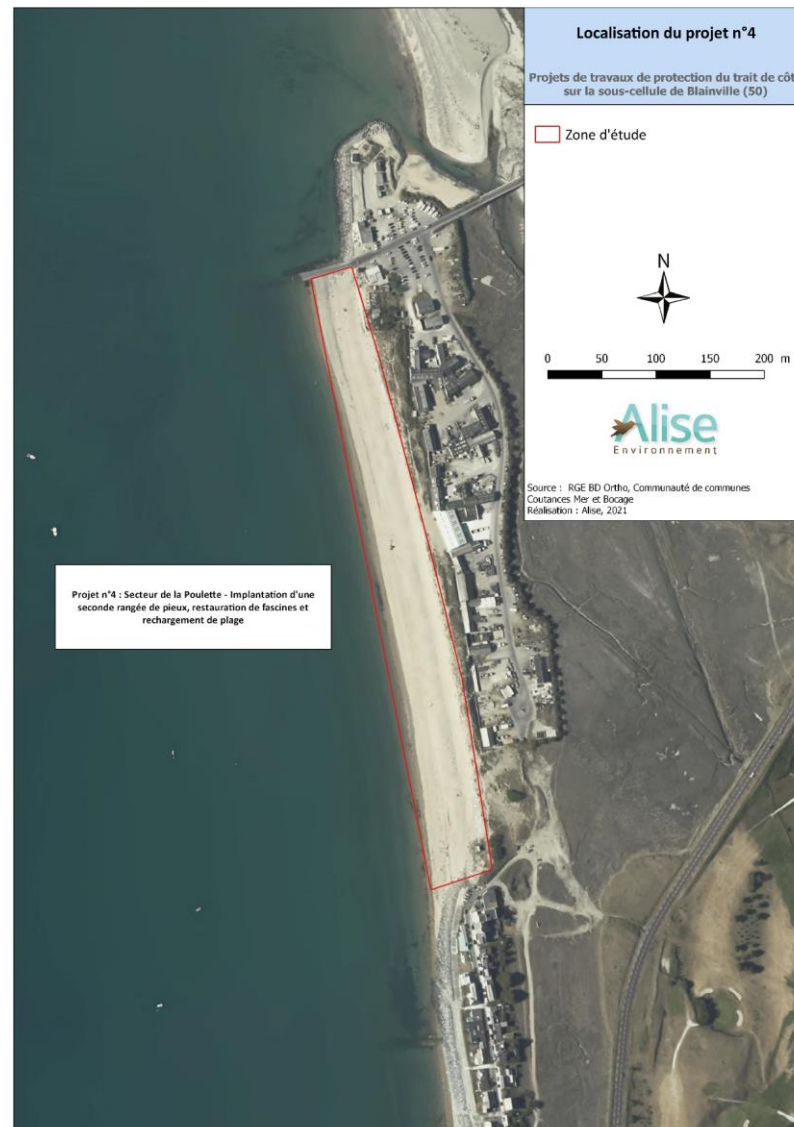 Localisation du projet n°4
Projets de travaux de protection du trait de côt
sur la sous-cellule de Blainville (50)
Zone d'étude
N
0 50 100 150 200 m
Alise
Environnement
Source : RGE BD Ortho, Communauté de communes
Coutances Mer et Bocage
Réalisation : Alise, 2021
Projet n°4 : Secteur de la Poulette - Implantation d'une
seconde rangée de pieux, restauration de fascines et
rechargement de plage